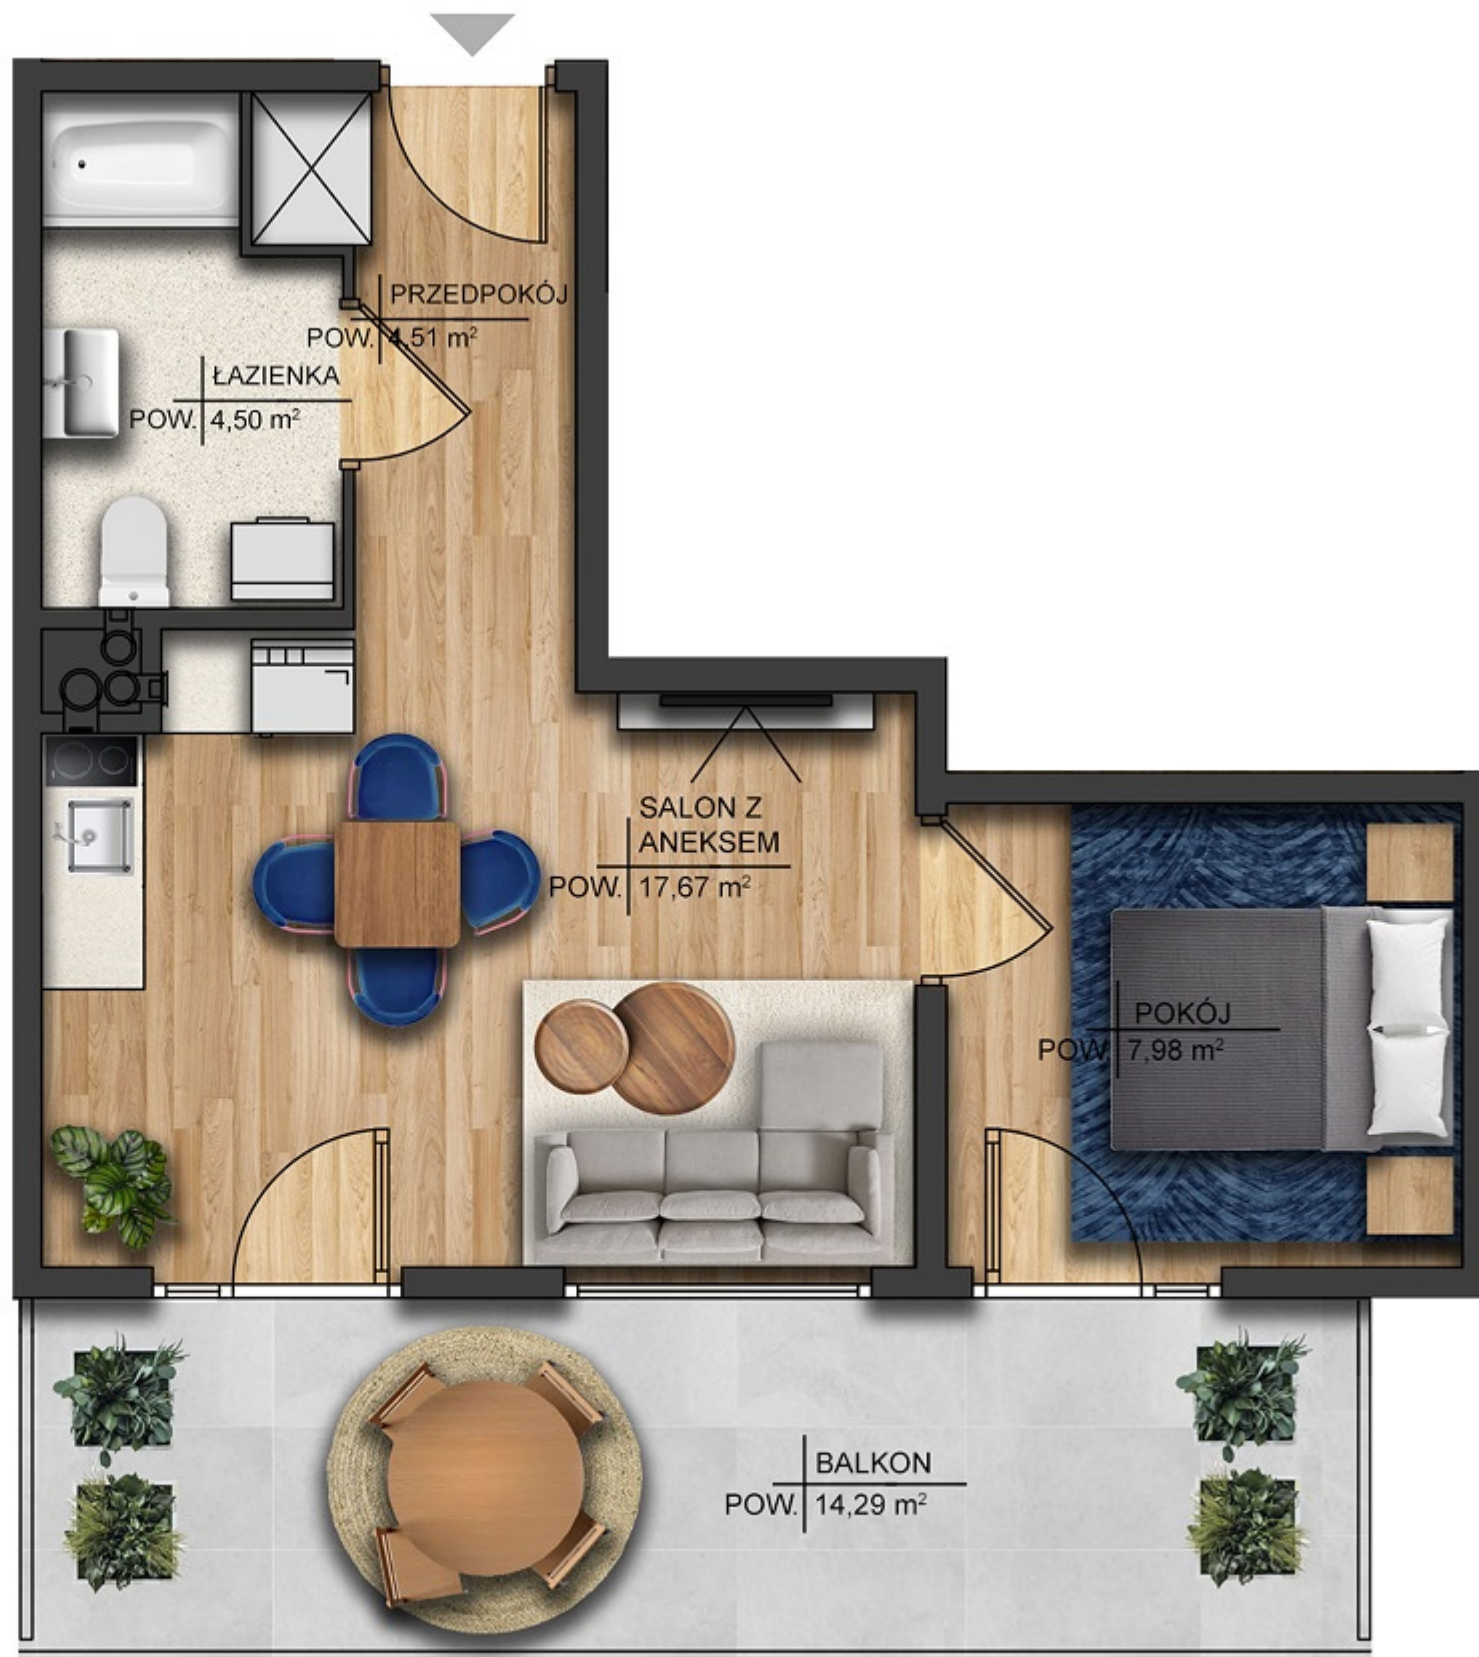 PRZEDPOKÓJ
POW. 4,51 m²
ŁAZIENKA
POW. 4,50 m²
SALON Z
ANEKSEM
POW. 17,67 m²
POKÓJ
POW. 7,98 m²
BALKON
POW. 14,29 m²